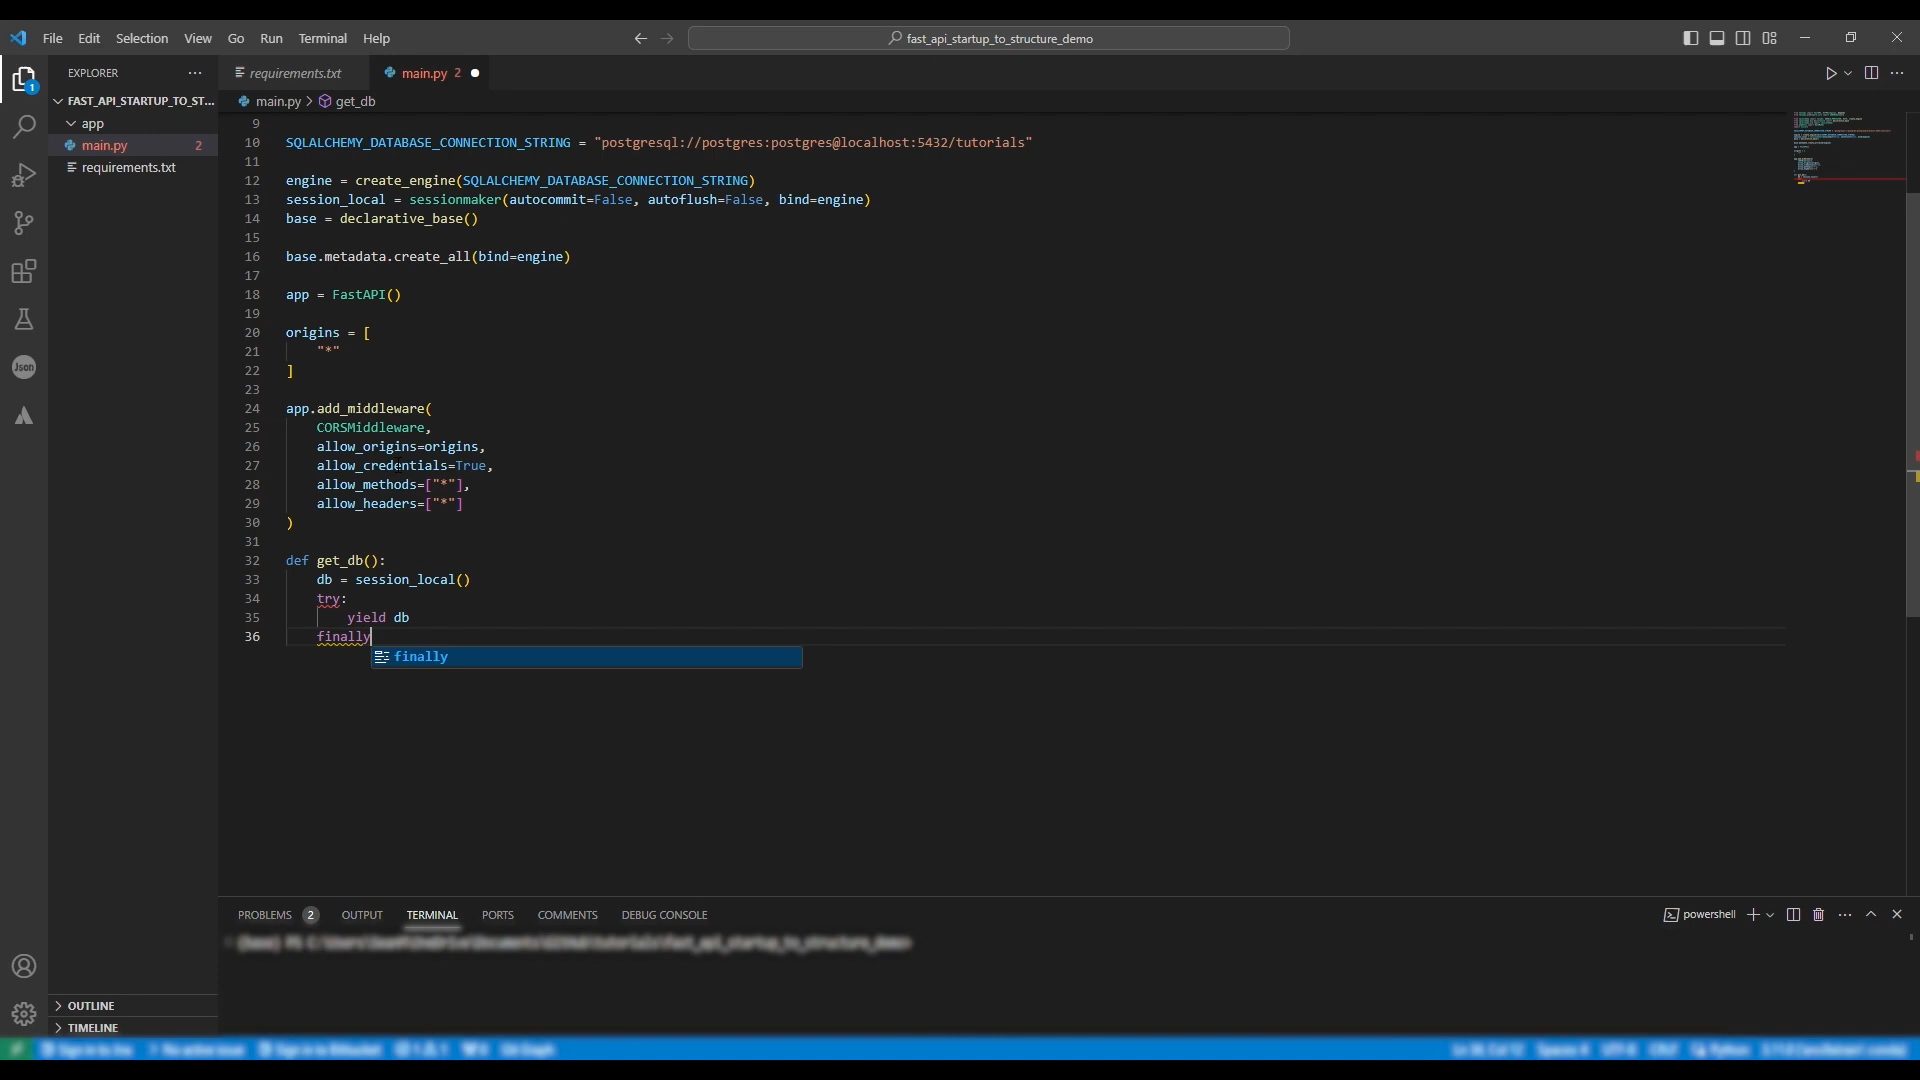 File Edit Selection View Go Run Terminal Help
fast_api_startup_to_structure_demo
EXPLORER
requirements.txt
main.py 2
FAST_API_STARTUP_TO_ST...
main.py > get_db
app
main.py 2
requirements.txt
Json
1
9
10 SQLALCHEMY_DATABASE_CONNECTION_STRING = "postgresql://postgres:postgres@localhost:5432/tutorials"
11
12 engine = create_engine(SQLALCHEMY_DATABASE_CONNECTION_STRING)
13 session_local = sessionmaker(autocommit=False, autoflush=False, bind=engine)
14 base = declarative_base()
15
16 base.metadata.create_all(bind=engine)
17
18 app = FastAPI()
19
20 origins = [
21 "*"
22 ]
23
24 app.add_middleware(
25 CORSMiddleware,
26 allow_origins=origins,
27 allow_credentials=True,
28 allow_methods=["*"],
29 allow_headers=["*"]
30 )
31
32 def get_db():
33 db = session_local()
34 try:
35 yield db
36 finally
finally
PROBLEMS 2 OUTPUT TERMINAL PORTS COMMENTS DEBUG CONSOLE
powershell
OUTLINE
TIMELINE